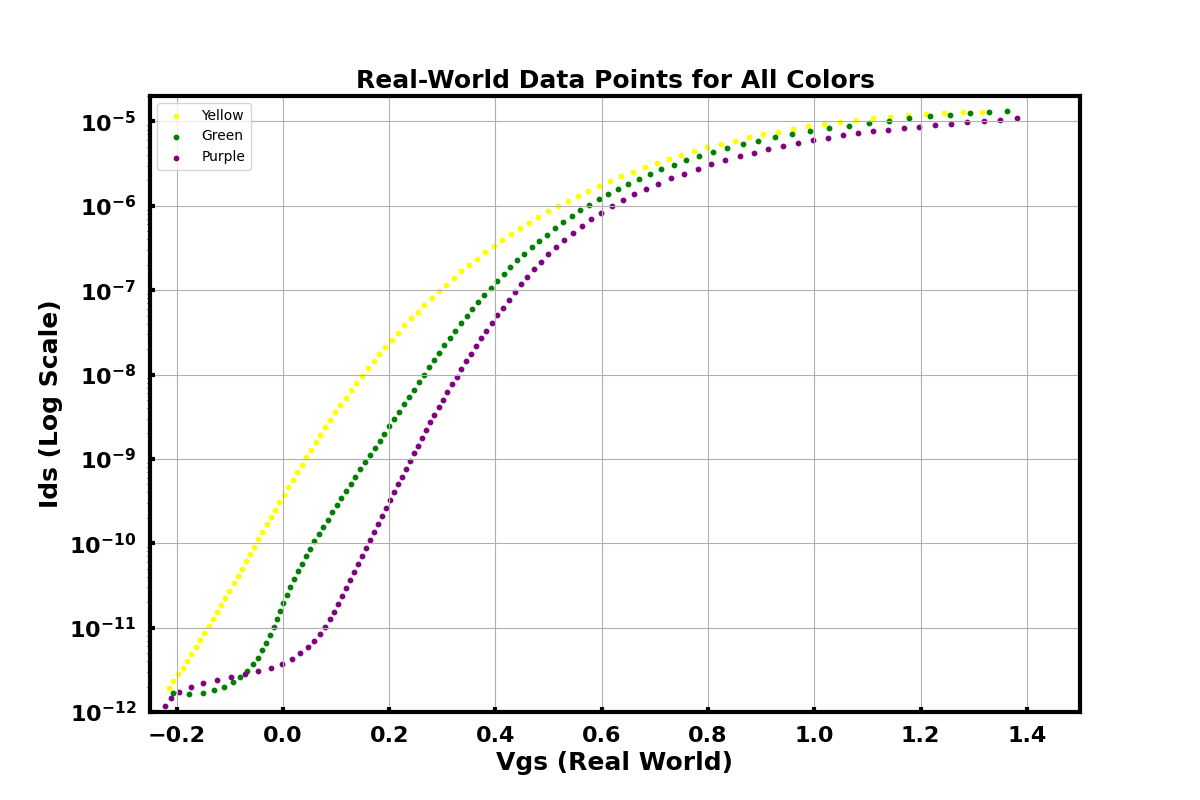 Real-World Data Points for All Colors
Yellow
Green
Purple
Ids (Log Scale)
10⁻⁵
10⁻⁶
10⁻⁷
10⁻⁸
10⁻⁹
10⁻¹⁰
10⁻¹¹
10⁻¹²
−0.2 0.0 0.2 0.4 0.6 0.8 1.0 1.2 1.4
Vgs (Real World)